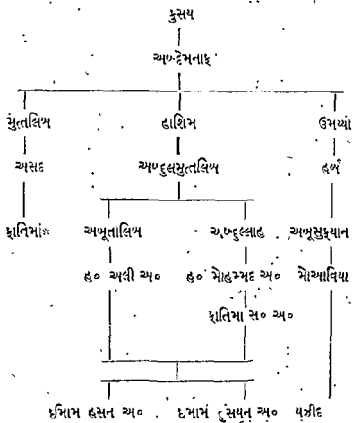 કુસય
અબ્દેમનાફ
મુંત્તલિબ હાશિમ ઉમય્યાં
અસદ અબ્દુલમુત્તલિબ હર્બ
ફાતિમાં અબૂતાલિબ અબ્દુલ્લાહ અબૂસુફયાન
હ૦ અલી અ૦ હ૦ મોહમ્મદ અ૦ મોઆવિયા
ફાતિમા સ૦ અ૦
ઇમામ હસન અ૦ ઇમામ હુસયન અ૦ યઝીદ